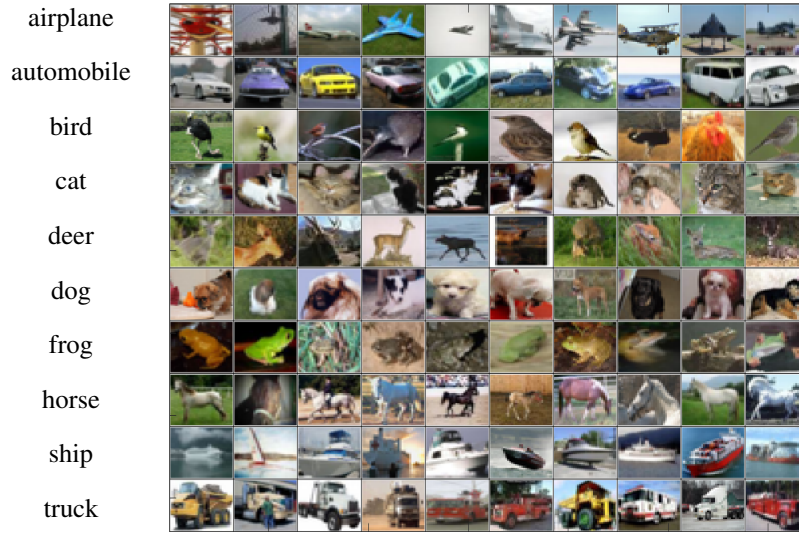 airplane
automobile
bird
cat
deer
dog
frog
horse
ship
truck